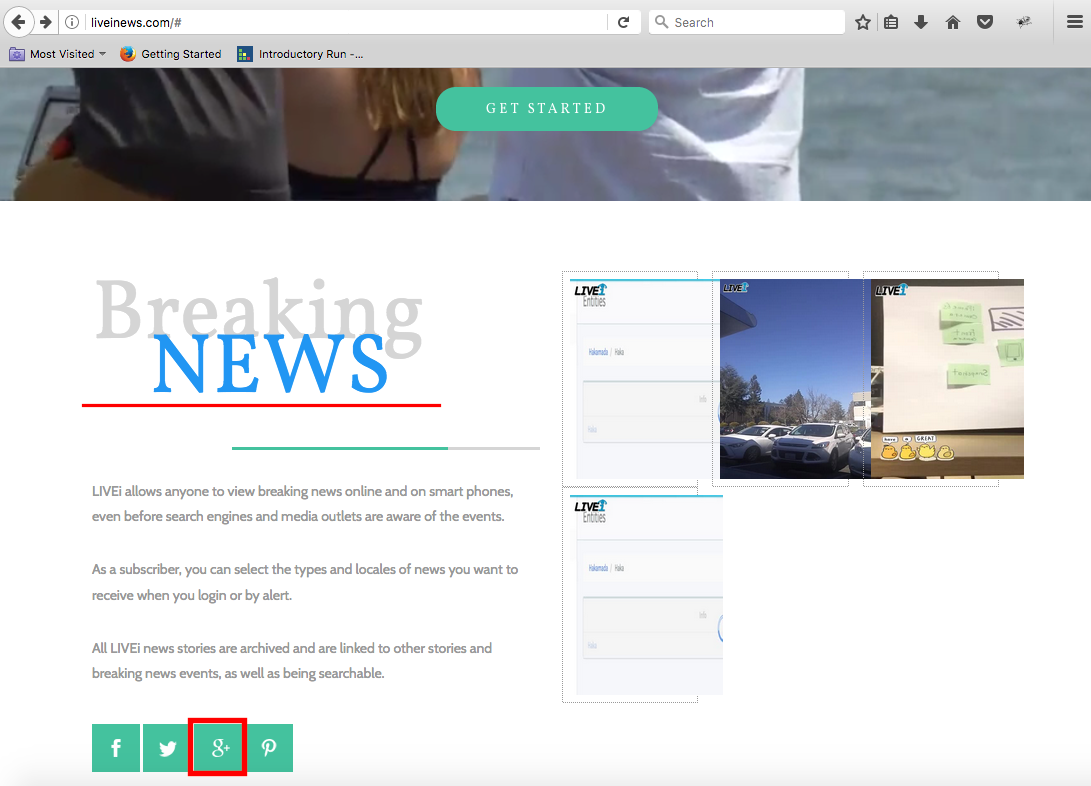 liveinews.com/#
Search
Most Visited
Getting Started
Introductory Run -...
GET STARTED
Breaking
NEWS
LIVEi allows anyone to view breaking news online and on smart phones,
even before search engines and media outlets are aware of the events.
As a subscriber, you can select the types and locales of news you want to
receive when you login or by alert.
All LIVEi news stories are archived and are linked to other stories and
breaking news events, as well as being searchable.
f
g+
LIVEi
Entities
Hakamada / Haka
Info
Haka
LIVEi
LIVEi
have a GREAT
LIVEi
Entities
Hakamada / Haka
Info
Haka